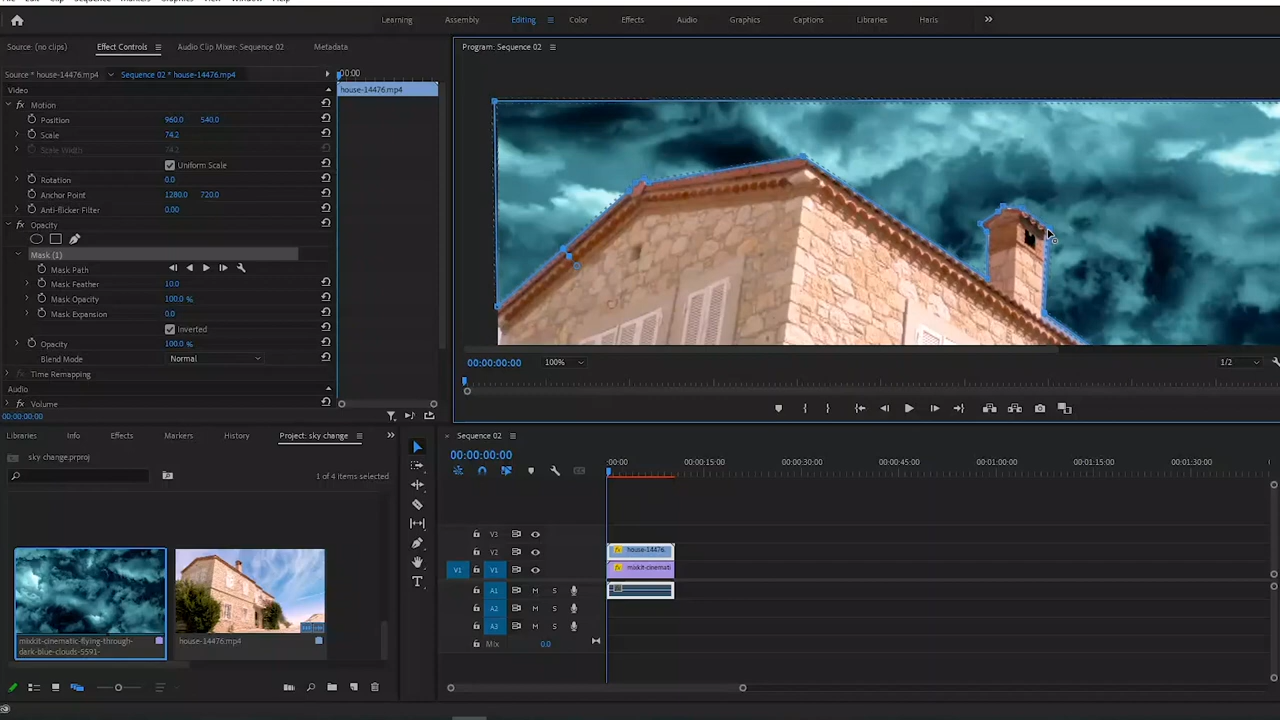 Learning Assembly Editing Color Effects Audio Graphics Captions Libraries Haris
Source: (no clips) Effect Controls Audio Clip Mixer: Sequence 02 Metadata
Program: Sequence 02
Source * house-14476.mp4 Sequence 02 * house-14476.mp4
:00:00
Video
house-14476.mp4
fx Motion
Position 960.0 540.0
Scale 74.2
Scale Width 74.2
Uniform Scale
Rotation 0.0
Anchor Point 1280.0 720.0
Anti-flicker Filter 0.00
fx Opacity
Mask (1)
Mask Path
Mask Feather 10.0
Mask Opacity 100.0 %
Mask Expansion 0.0
Inverted
Opacity 100.0 %
Blend Mode Normal
fx Time Remapping
Audio
fx Volume
00:00:00:00
00:00:00:00 100% 1/2
Libraries Info Effects Markers History Project: sky change
sky change.prproj
1 of 4 items selected
mixkit-cinematic-flying-through-
dark-blue-clouds-5591-
house-14476.mp4
Sequence 02
00:00:00:00
:00:00 00:00:15:00 00:00:30:00 00:00:45:00 00:01:00:00 00:01:15:00 00:01:30:00
V3
V2
fx house-14476.
V1 V1
fx mixkit-cinemati
A1 M S
A2 M S
A3 M S
Mix 0.0